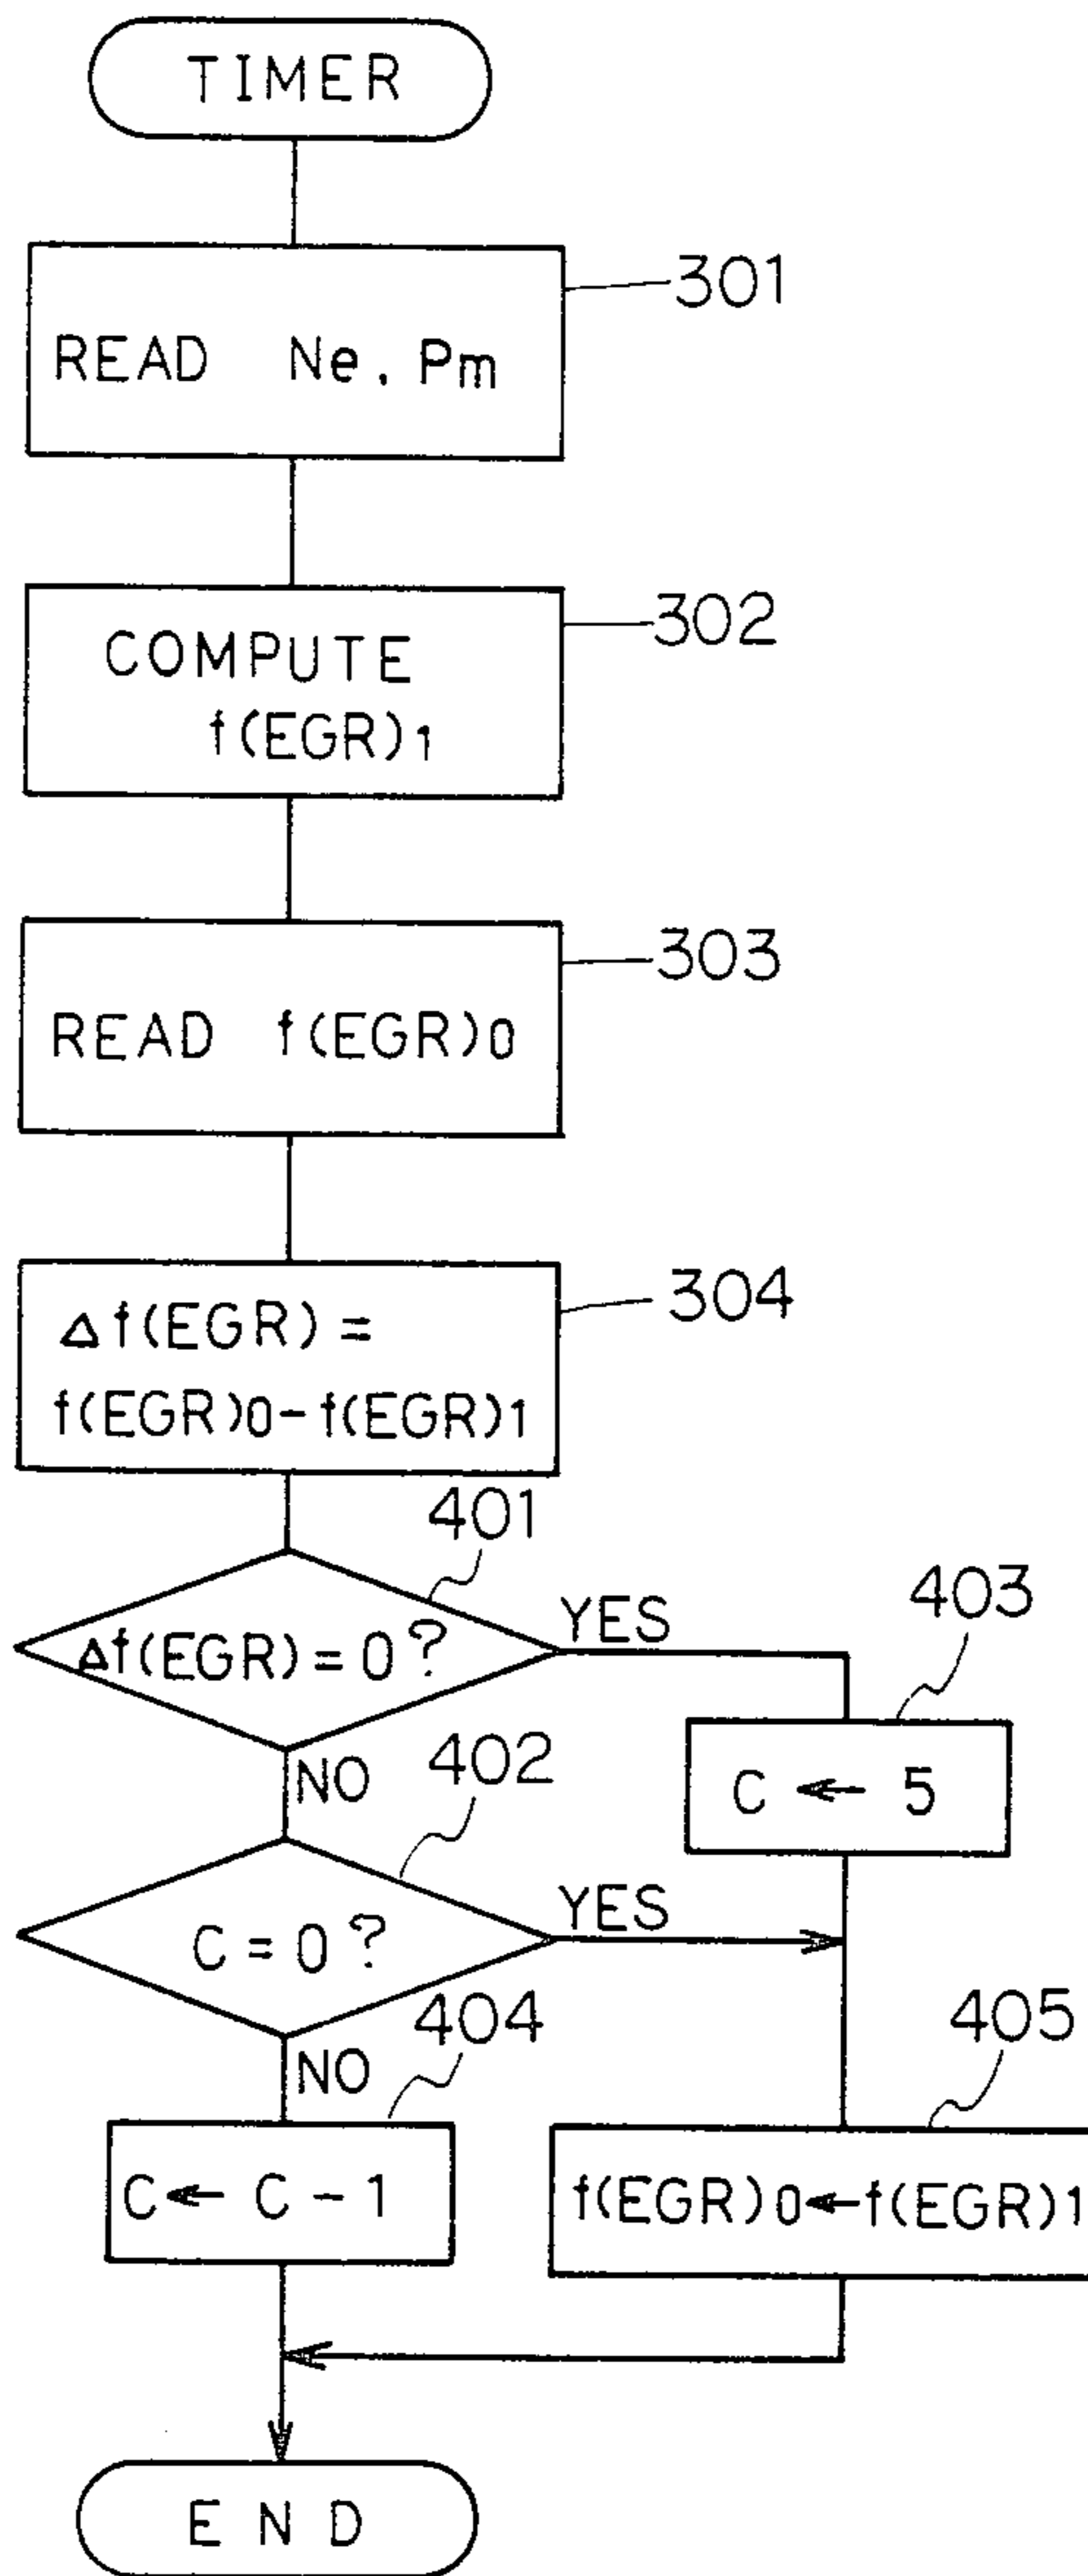 TIMER
301
READ Ne, Pm
302
COMPUTE
f(EGR)1
303
READ f(EGR)0
304
Δf(EGR)=
f(EGR)0-f(EGR)1
401
Δf(EGR)=0?
YES
403
C ← 5
NO
402
C=0?
YES
404
405
NO
C←C-1
f(EGR)0←f(EGR)1
END